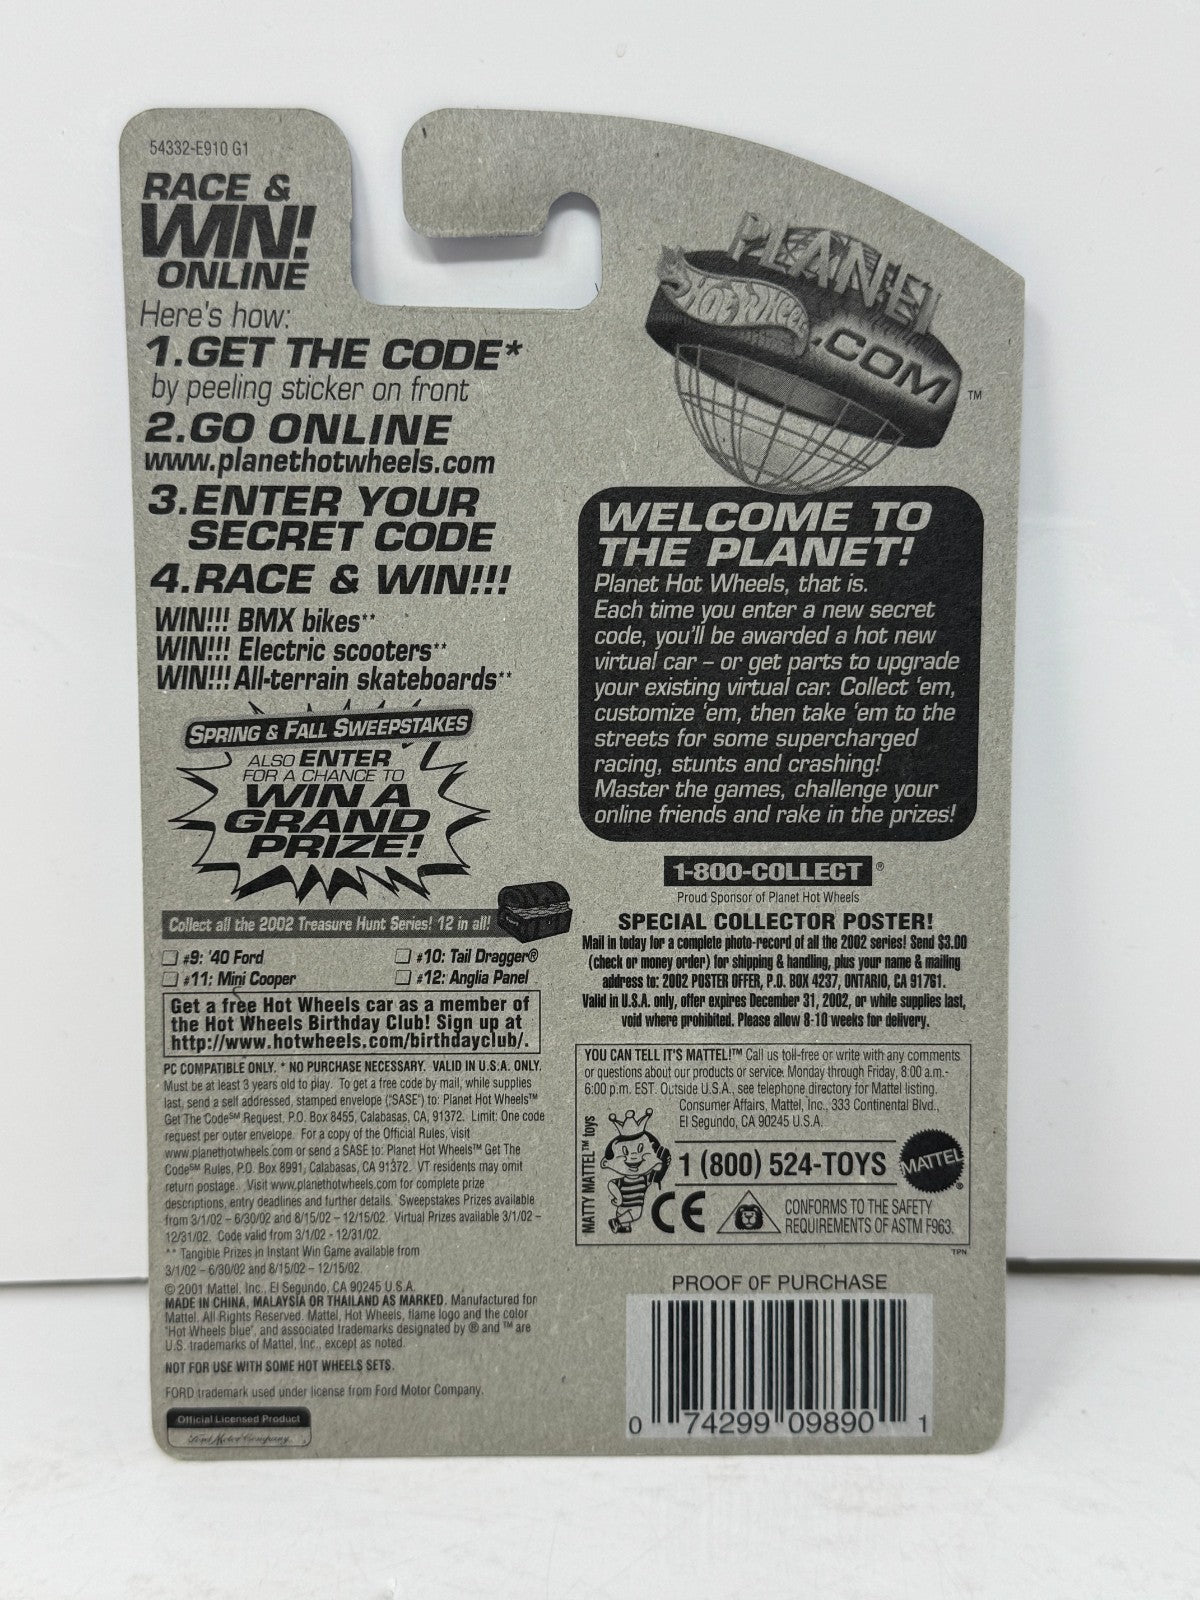 54332-E910 G1
RACE &
WIN!
ONLINE
Here's how:
1.GET THE CODE*
by peeling sticker on front
2.GO ONLINE
www.planethotwheels.com
3.ENTER YOUR
SECRET CODE
4.RACE & WIN!!!
WIN!!! BMX bikes**
WIN!!! Electric scooters**
WIN!!! All-terrain skateboards**
SPRING & FALL SWEEPSTAKES
ALSO ENTER
FOR A CHANCE TO
WIN A
GRAND
PRIZE!
Collect all the 2002 Treasure Hunt Series! 12 in all!
#9: '40 Ford
#10: Tail Dragger®
#11: Mini Cooper
#12: Anglia Panel
Get a free Hot Wheels car as a member of
the Hot Wheels Birthday Club! Sign up at
http://www.hotwheels.com/birthdayclub/.
PC COMPATIBLE ONLY. * NO PURCHASE NECESSARY. VALID IN U.S.A. ONLY.
Must be at least 3 years old to play. To get a free code by mail, while supplies
last, send a self addressed, stamped envelope ('SASE') to: Planet Hot Wheels™
Get The Code℠ Request, P.O. Box 8455, Calabasas, CA, 91372. Limit: One code
request per outer envelope. For a copy of the Official Rules, visit
www.planethotwheels.com or send a SASE to: Planet Hot Wheels™ Get The
Code℠ Rules, P.O. Box 8991, Calabasas, CA 91372. VT residents may omit
return postage. Visit www.planethotwheels.com for complete prize
descriptions, entry deadlines and further details. Sweepstakes Prizes available
from 3/1/02 – 6/30/02 and 8/15/02 – 12/15/02. Virtual Prizes available 3/1/02 –
12/31/02. Code valid from 3/1/02 - 12/31/02.
** Tangible Prizes in Instant Win Game available from
3/1/02 – 6/30/02 and 8/15/02 – 12/15/02.
© 2001 Mattel, Inc., El Segundo, CA 90245 U.S.A.
MADE IN CHINA, MALAYSIA OR THAILAND AS MARKED. Manufactured for
Mattel. All Rights Reserved. Mattel, Hot Wheels, flame logo and the color
'Hot Wheels blue', and associated trademarks designated by ® and ™ are
U.S. trademarks of Mattel, Inc., except as noted.
NOT FOR USE WITH SOME HOT WHEELS SETS.
FORD trademark used under license from Ford Motor Company.
Official Licensed Product
Ford Motor Company
PLANET
Hot Wheels
.COM
™
WELCOME TO
THE PLANET!
Planet Hot Wheels, that is.
Each time you enter a new secret
code, you'll be awarded a hot new
virtual car – or get parts to upgrade
your existing virtual car. Collect 'em,
customize 'em, then take 'em to the
streets for some supercharged
racing, stunts and crashing!
Master the games, challenge your
online friends and rake in the prizes!
1-800-COLLECT®
Proud Sponsor of Planet Hot Wheels
SPECIAL COLLECTOR POSTER!
Mail in today for a complete photo-record of all the 2002 series! Send $3.00
(check or money order) for shipping & handling, plus your name & mailing
address to: 2002 POSTER OFFER, P.O. BOX 4237, ONTARIO, CA 91761.
Valid in U.S.A. only, offer expires December 31, 2002, or while supplies last,
void where prohibited. Please allow 8-10 weeks for delivery.
YOU CAN TELL IT'S MATTEL!™ Call us toll-free or write with any comments
or questions about our products or service: Monday through Friday, 8:00 a.m.-
6:00 p.m. EST. Outside U.S.A., see telephone directory for Mattel listing.
Consumer Affairs, Mattel, Inc., 333 Continental Blvd.,
El Segundo, CA 90245 U.S.A.
MATTY MATTEL™ toys
1 (800) 524-TOYS
MATTEL®
CE
CONFORMS TO THE SAFETY
REQUIREMENTS OF ASTM F963.
TPN
PROOF OF PURCHASE
0 74299 09890 1